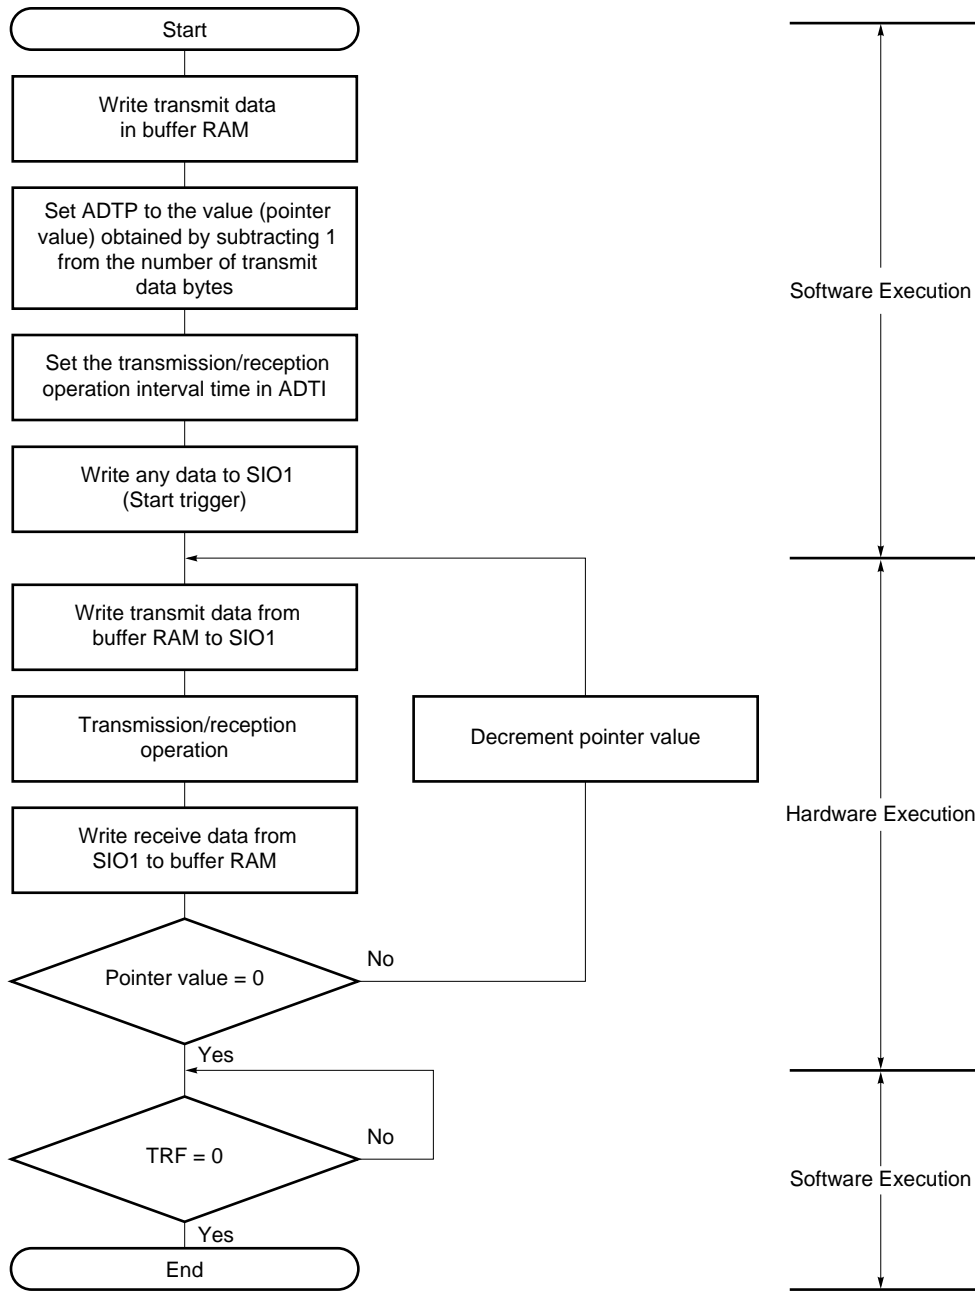 Start
Write transmit data
in buffer RAM
Set ADTP to the value (pointer
value) obtained by subtracting 1
from the number of transmit
data bytes
Software Execution
Set the transmission/reception
operation interval time in ADTI
Write any data to SIO1
(Start trigger)
Write transmit data from
buffer RAM to SIO1
Transmission/reception
operation
Decrement pointer value
Hardware Execution
Write receive data from
SIO1 to buffer RAM
Pointer value = 0
No
Yes
TRF = 0
No
Software Execution
Yes
End